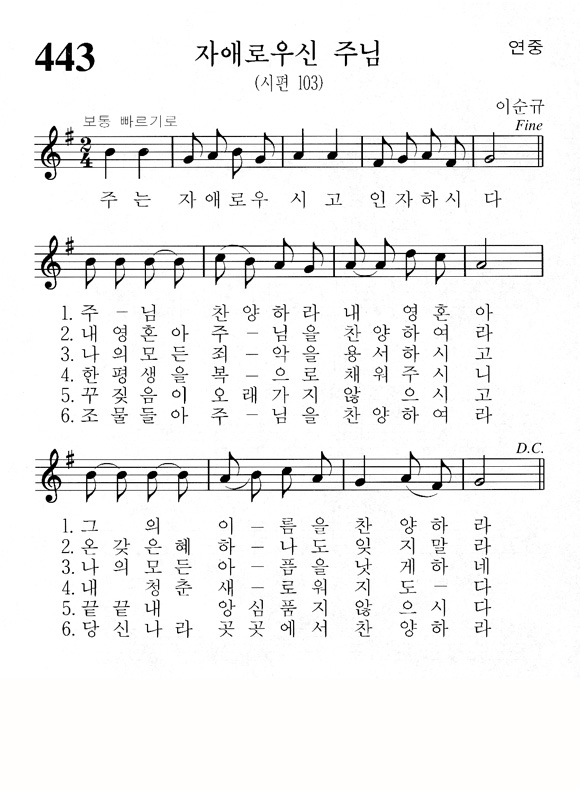 443 자애로우신 주님 연중
(시편 103)
이순규
보통 빠르기로 Fine
2/4
주 는 자 애 로 우 시 고 인 자 하 시 다
1. 주 – 님 찬 양 하 라 내 영 혼 아
2. 내 영 혼 아 주 – 님 을 찬 양 하 여 라
3. 나 의 모 든 죄 – 악 을 용 서 하 시 고
4. 한 평 생 을 복 – 으 로 채 워 주 시 니
5. 꾸 짖 음 이 오 래 가 지 않 으 시 고
6. 조 물 들 아 주 – 님 을 찬 양 하 여 라
D.C.
1. 그 의 이 – 름 을 찬 양 하 라
2. 온 갖 은 혜 하 – 나 도 잊 지 말 라
3. 나 의 모 든 아 – 픔 을 낫 게 하 네
4. 내 청 춘 새 – 로 워 지 도 – 다
5. 끝 끝 내 앙 심 품 지 않 으 시 다
6. 당 신 나 라 곳 곳 에 서 찬 양 하 라